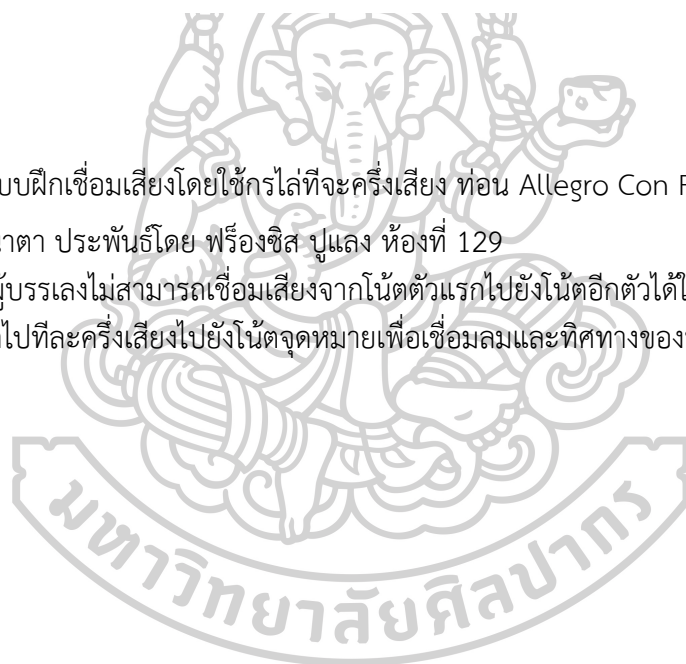 บบฝึกเชื่อมเสียงโดยใช้กรไล่ทีจะครึ่งเสียง ท่อน Allegro Con F
าตา ประพันธ์โดย ฟร็องซิส ปูแลง ห้องที่ 129
ผู้บรรเลงไม่สามารถเชื่อมเสียงจากโน้ตตัวแรกไปยังโน้ตอีกตัวได้ใ
ไปทีละครึ่งเสียงไปยังโน้ตจุดหมายเพื่อเชื่อมลมและทิศทางของ
มหาวิทยาลัยศิลปากร